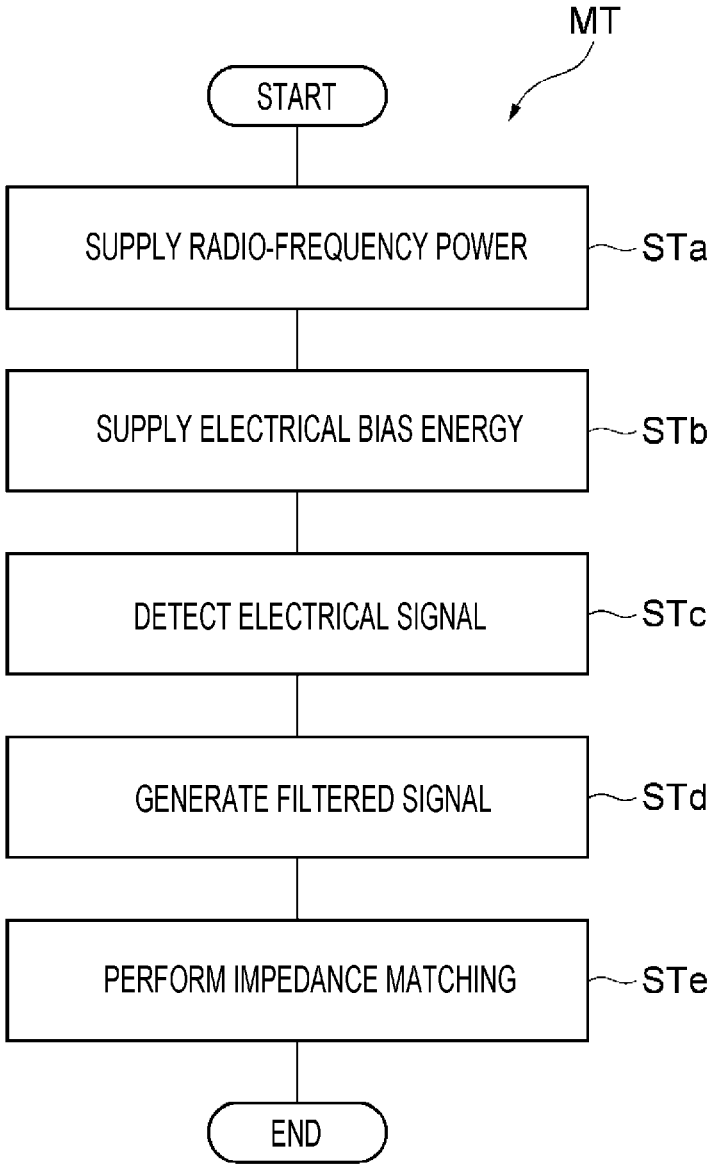 MT
START
SUPPLY RADIO-FREQUENCY POWER
STa
SUPPLY ELECTRICAL BIAS ENERGY
STb
DETECT ELECTRICAL SIGNAL
STc
GENERATE FILTERED SIGNAL
STd
PERFORM IMPEDANCE MATCHING
STe
END